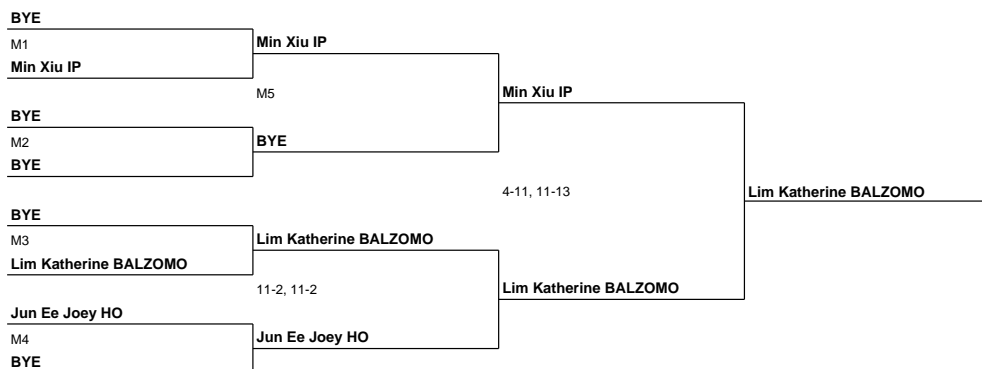 BYE
M1
Min Xiu IP
Min Xiu IP
M5
Min Xiu IP
BYE
M2
BYE
BYE
4-11, 11-13
Lim Katherine BALZOMO
BYE
M3
Lim Katherine BALZOMO
Lim Katherine BALZOMO
11-2, 11-2
Lim Katherine BALZOMO
Jun Ee Joey HO
M4
Jun Ee Joey HO
BYE